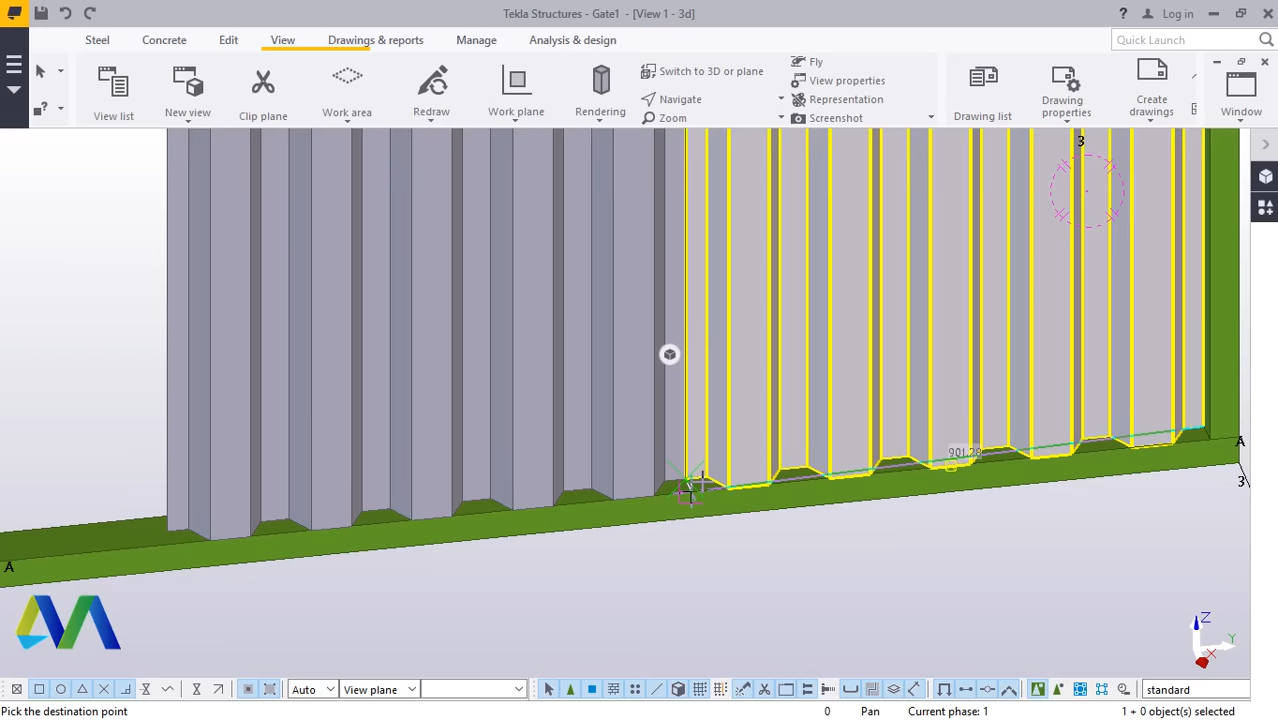 Tekla Structures - Gate1 - [View 1 - 3d]
? Log in
Steel Concrete Edit View Drawings & reports Manage Analysis & design
Quick Launch
View list
New view
Clip plane
Work area
Redraw
Work plane
Rendering
Switch to 3D or plane
Navigate
Zoom
Fly
View properties
Representation
Screenshot
Drawing list
Drawing properties
Create drawings
Window
3
901.28
A
3
A
Z
Y
X
Auto
View plane
standard
Pick the destination point
0
Pan
Current phase: 1
1 + 0 object(s) selected